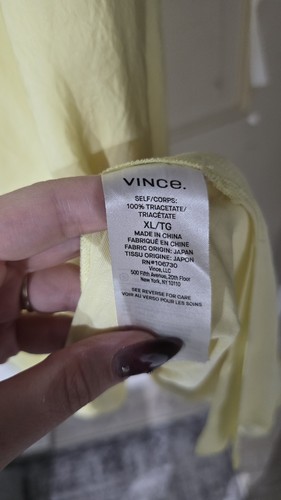 VINCE.
SELF/CORPS:
100% TRIACETATE/
TRIACÉTATE
XL/TG
MADE IN CHINA
FABRIQUÉ EN CHINE
FABRIC ORIGIN: JAPAN
TISSU ORIGINE: JAPON
RN#106730
Vince, LLC
500 Fifth Avenue, 20th Floor
New York, NY 10110
SEE REVERSE FOR CARE
VOIR AU VERSO POUR LES SOINS